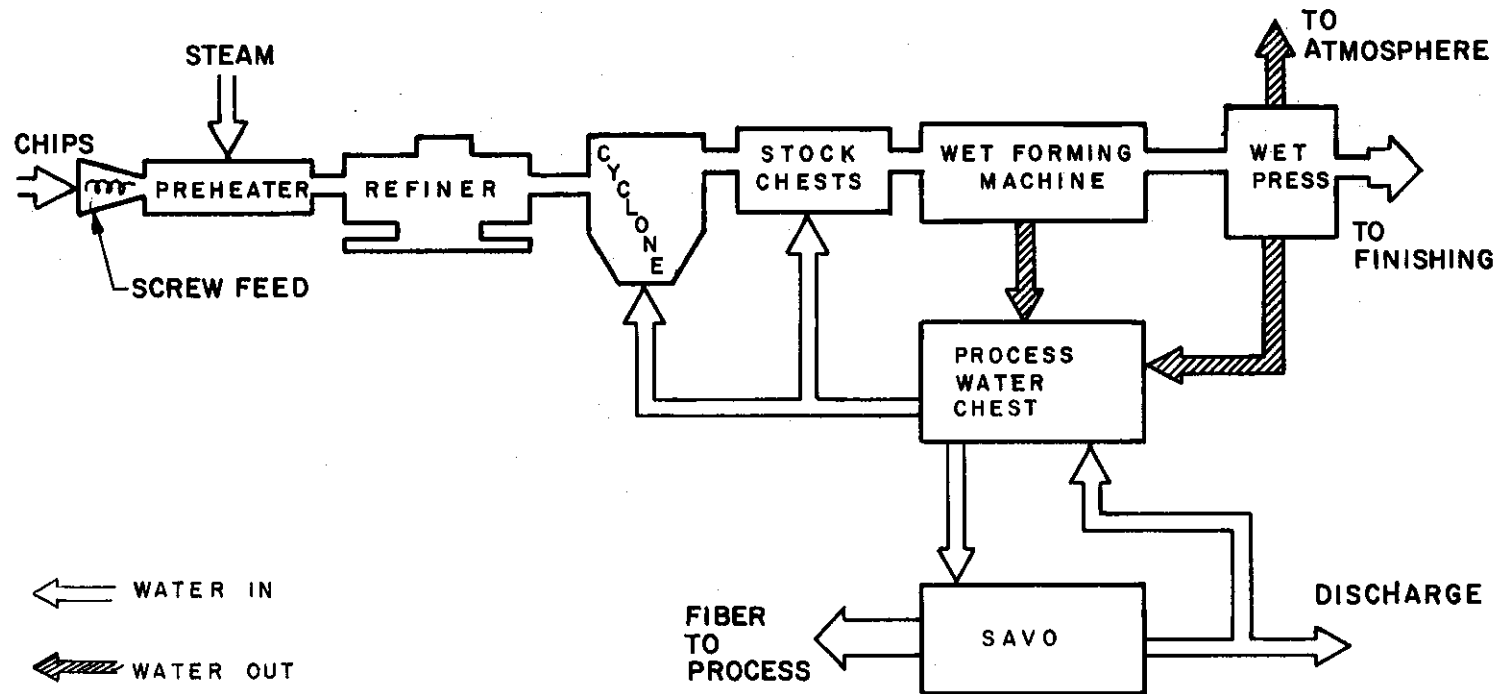 TO
ATMOSPHERE
STEAM
CHIPS
PREHEATER
REFINER
CYCLONE
STOCK
CHESTS
WET FORMING
MACHINE
WET
PRESS
TO
FINISHING
SCREW FEED
PROCESS
WATER
CHEST
WATER IN
WATER OUT
FIBER
TO
PROCESS
SAVO
DISCHARGE